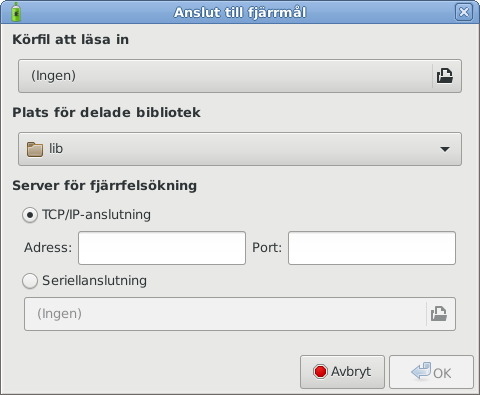 Anslut till fjärrmål
Körfil att läsa in
(Ingen)
Plats för delade bibliotek
lib
Server för fjärrfelsökning
TCP/IP-anslutning
Adress: Port:
Seriellanslutning
(Ingen)
Avbryt OK